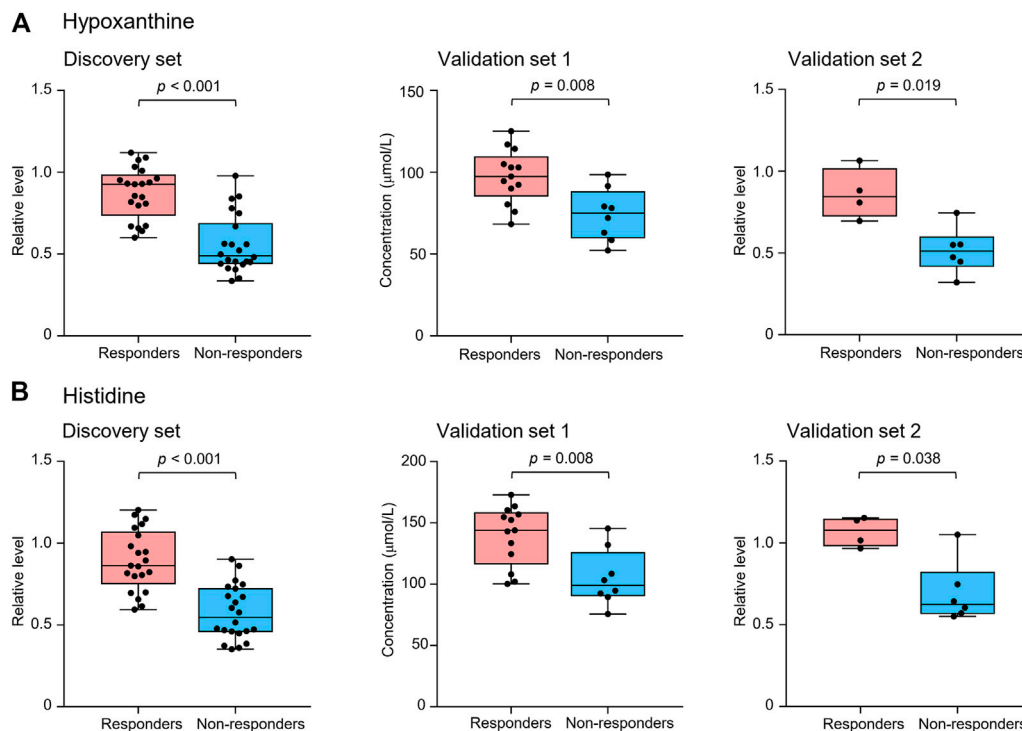 A Hypoxanthine
Discovery set
p < 0.001
Relative level
1.5
1.0
0.5
0
Responders Non-responders
Validation set 1
p = 0.008
Concentration (μmol/L)
150
100
50
0
Responders Non-responders
Validation set 2
p = 0.019
Relative level
1.5
1.0
0.5
0
Responders Non-responders
B Histidine
Discovery set
p < 0.001
Relative level
1.5
1.0
0.5
0
Responders Non-responders
Validation set 1
p = 0.008
Concentration (μmol/L)
200
150
100
50
0
Responders Non-responders
Validation set 2
p = 0.038
Relative level
1.5
1.0
0.5
0
Responders Non-responders